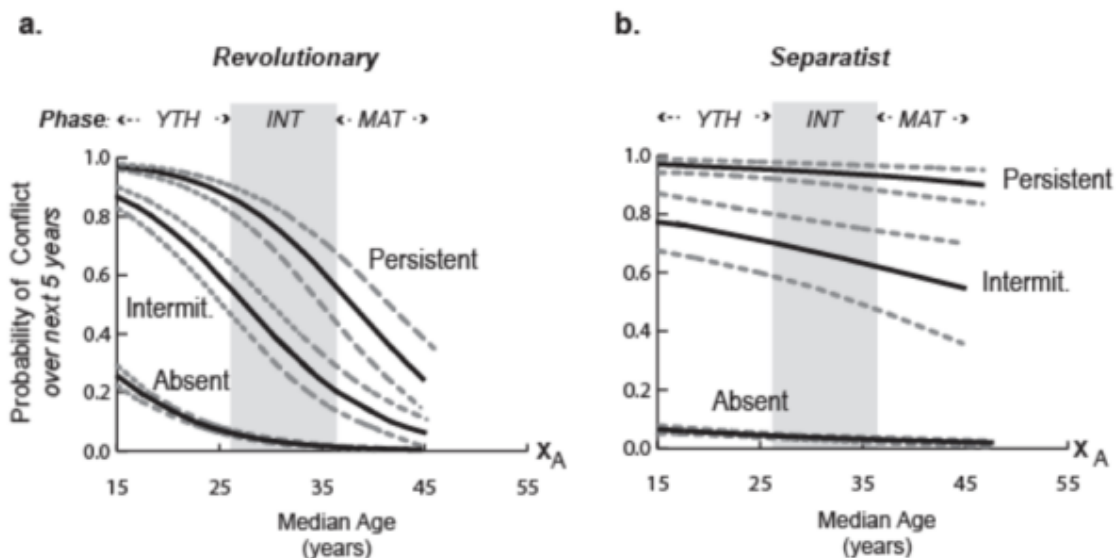 a.
Revolutionary
Phase: YTH INT MAT
Probability of Conflict
over next 5 years
1.0
0.8
0.6
0.4
0.2
0.0
Persistent
Intermit.
Absent
X_A
15 25 35 45 55
Median Age
(years)
b.
Separatist
YTH INT MAT
1.0
0.8
0.6
0.4
0.2
0.0
Persistent
Intermit.
Absent
X_A
15 25 35 45 55
Median Age
(years)